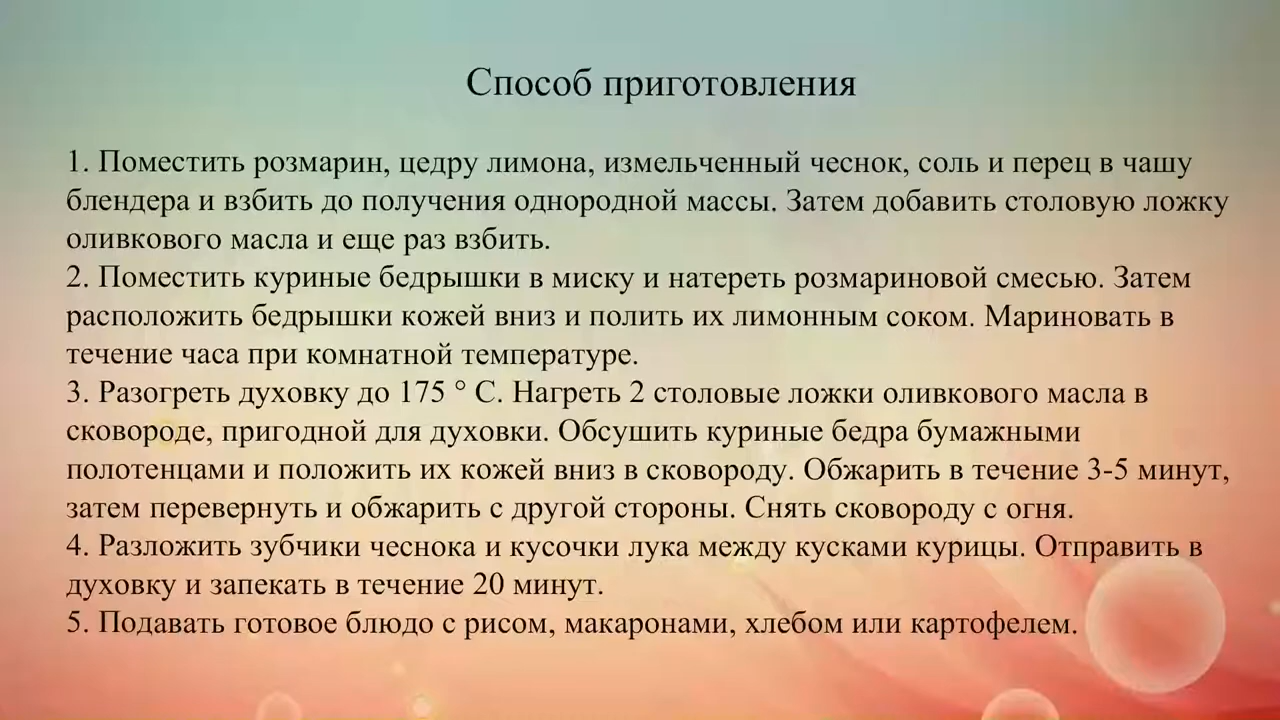 Способ приготовления
1. Поместить розмарин, цедру лимона, измельченный чеснок, соль и перец в чашу
блендера и взбить до получения однородной массы. Затем добавить столовую ложку
оливкового масла и еще раз взбить.
2. Поместить куриные бедрышки в миску и натереть розмариновой смесью. Затем
расположить бедрышки кожей вниз и полить их лимонным соком. Мариновать в
течение часа при комнатной температуре.
3. Разогреть духовку до 175 ° С. Нагреть 2 столовые ложки оливкового масла в
сковороде, пригодной для духовки. Обсушить куриные бедра бумажными
полотенцами и положить их кожей вниз в сковороду. Обжарить в течение 3-5 минут,
затем перевернуть и обжарить с другой стороны. Снять сковороду с огня.
4. Разложить зубчики чеснока и кусочки лука между кусками курицы. Отправить в
духовку и запекать в течение 20 минут.
5. Подавать готовое блюдо с рисом, макаронами, хлебом или картофелем.